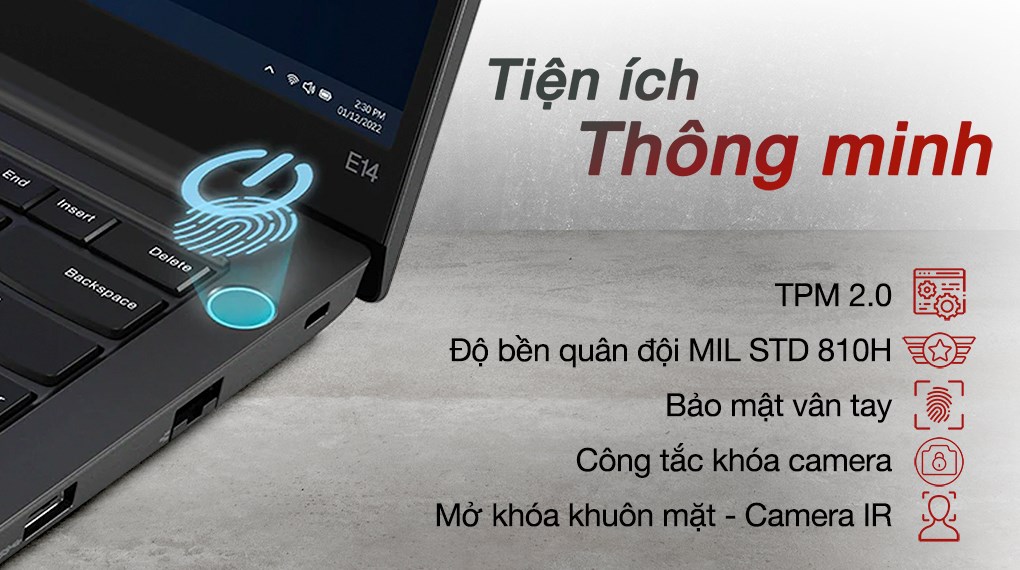 Tiện ích
Thông minh
2:30 PM
01/12/2022
E14
End
Insert
Delete
Backspace
TPM 2.0
Độ bền quân đội MIL STD 810H
Bảo mật vân tay
Công tắc khóa camera
Mở khóa khuôn mặt - Camera IR